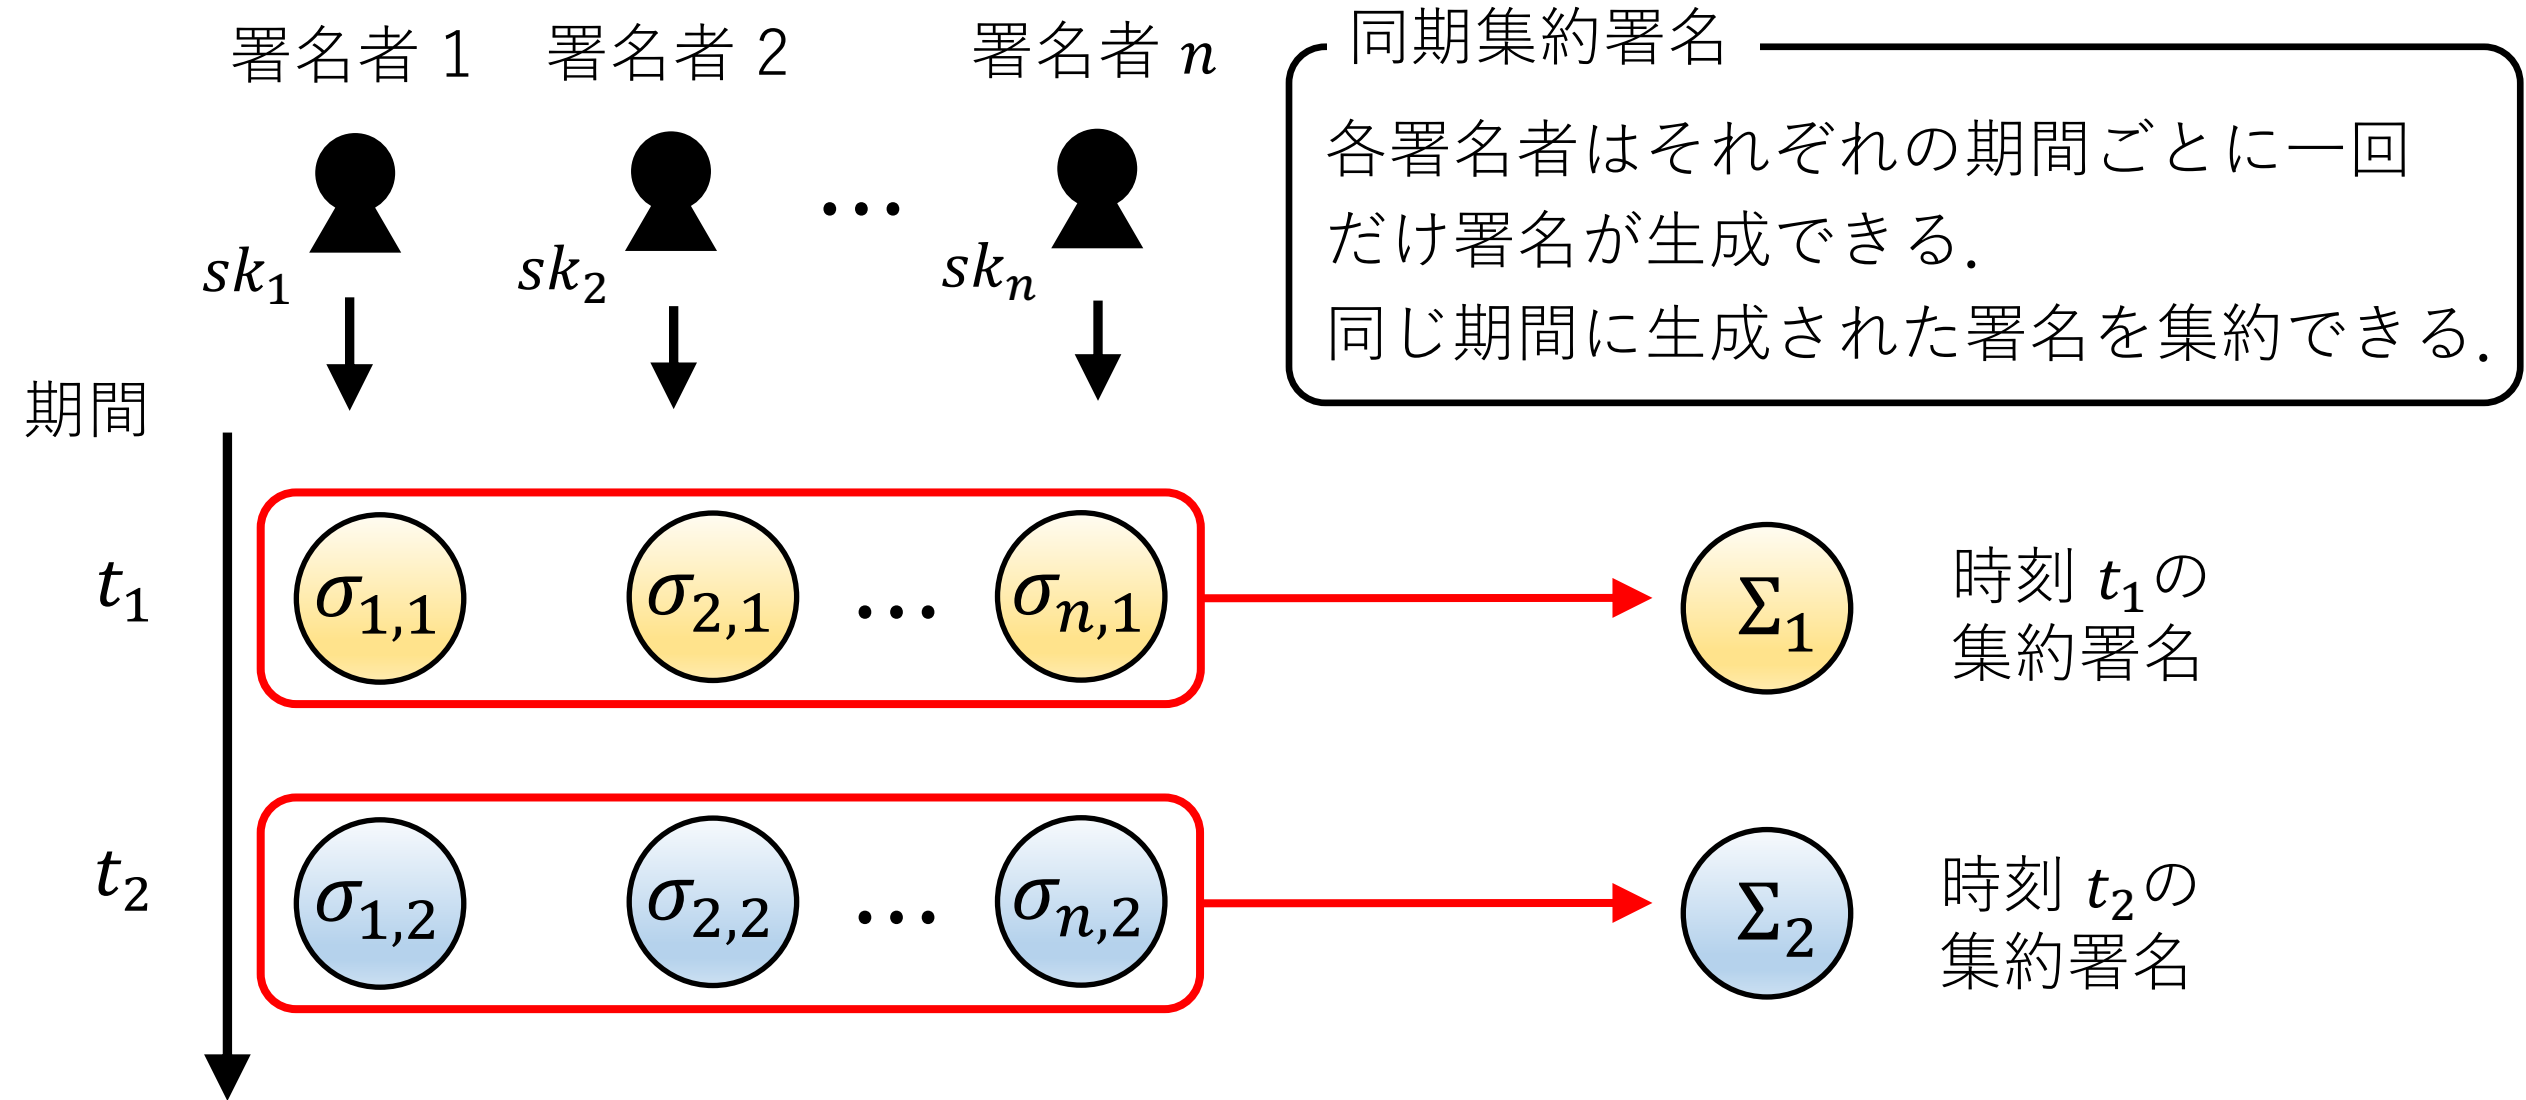 署名者 1 署名者 2 署名者 n
sk₁ sk₂ … skₙ
同期集約署名
各署名者はそれぞれの期間ごとに一回
だけ署名が生成できる.
同じ期間に生成された署名を集約できる.
期間
t₁ σ₁,₁ σ₂,₁ … σₙ,₁ Σ₁ 時刻 t₁の
集約署名
t₂ σ₁,₂ σ₂,₂ … σₙ,₂ Σ₂ 時刻 t₂の
集約署名